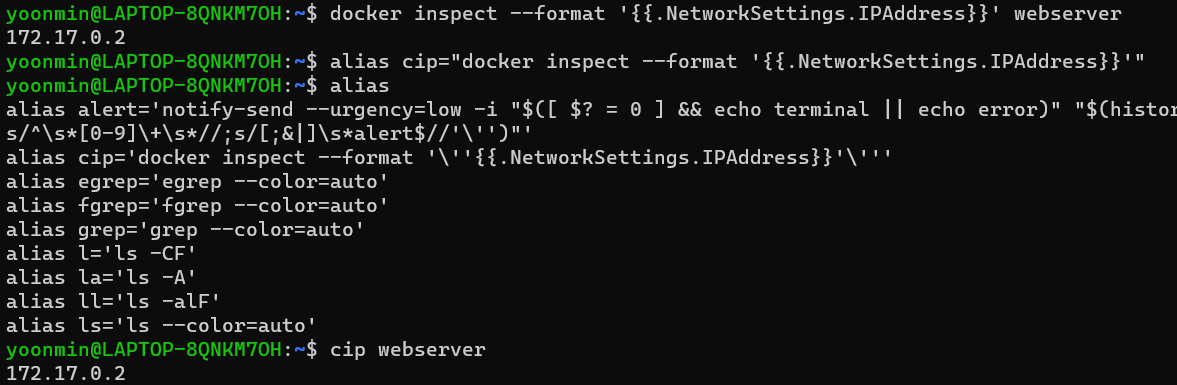 yoonmin@LAPTOP-8QNKM7OH:~$ docker inspect --format '{{.NetworkSettings.IPAddress}}' webserver
172.17.0.2
yoonmin@LAPTOP-8QNKM7OH:~$ alias cip="docker inspect --format '{{.NetworkSettings.IPAddress}}'"
yoonmin@LAPTOP-8QNKM7OH:~$ alias
alias alert='notify-send --urgency=low -i "$([ $? = 0 ] && echo terminal || echo error)" "$(histor
s/^\s*[0-9]\+\s*//;s/[;&|]\s*alert$//'\'')"'
alias cip='docker inspect --format '\''{{.NetworkSettings.IPAddress}}'\'''
alias egrep='egrep --color=auto'
alias fgrep='fgrep --color=auto'
alias grep='grep --color=auto'
alias l='ls -CF'
alias la='ls -A'
alias ll='ls -alF'
alias ls='ls --color=auto'
yoonmin@LAPTOP-8QNKM7OH:~$ cip webserver
172.17.0.2